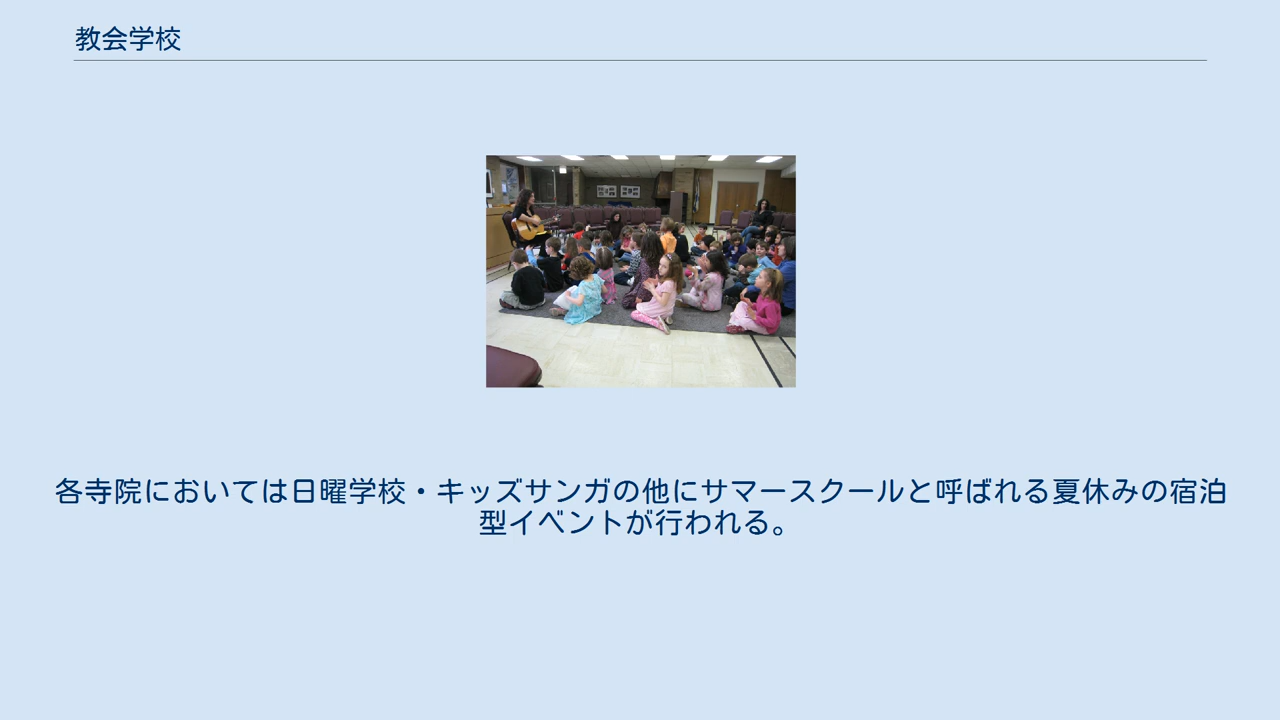 教会学校
各寺院においては日曜学校・キッズサンガの他にサマースクールと呼ばれる夏休みの宿泊
型イベントが行われる。